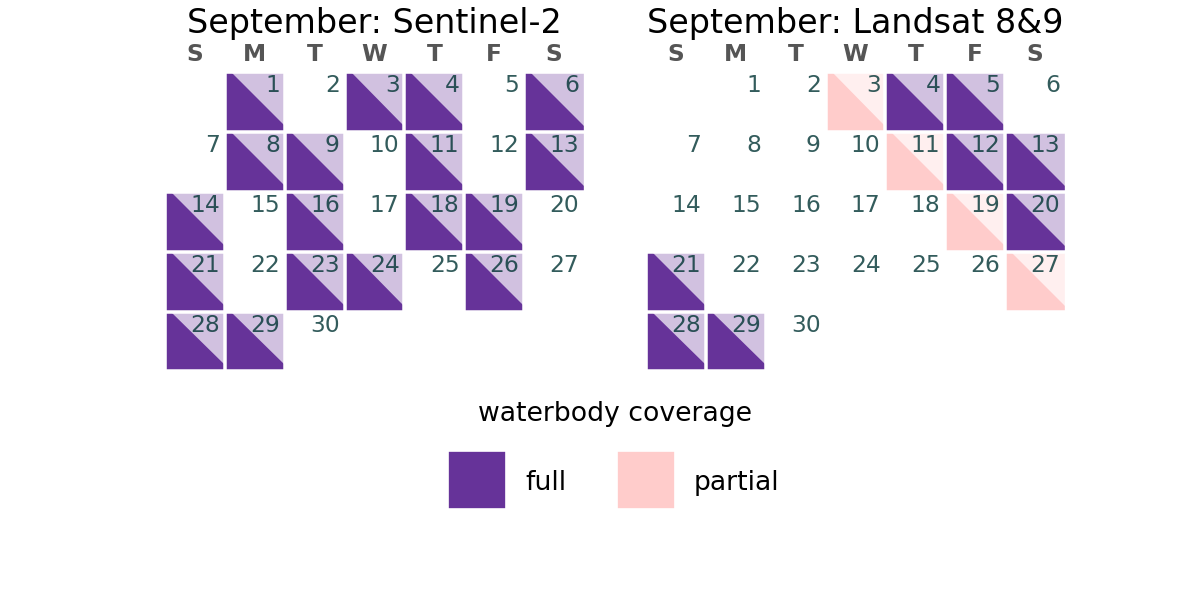 September: Sentinel-2
S M T W T F S
1 2 3 4 5 6
7 8 9 10 11 12 13
14 15 16 17 18 19 20
21 22 23 24 25 26 27
28 29 30
September: Landsat 8&9
S M T W T F S
1 2 3 4 5 6
7 8 9 10 11 12 13
14 15 16 17 18 19 20
21 22 23 24 25 26 27
28 29 30
waterbody coverage
full partial